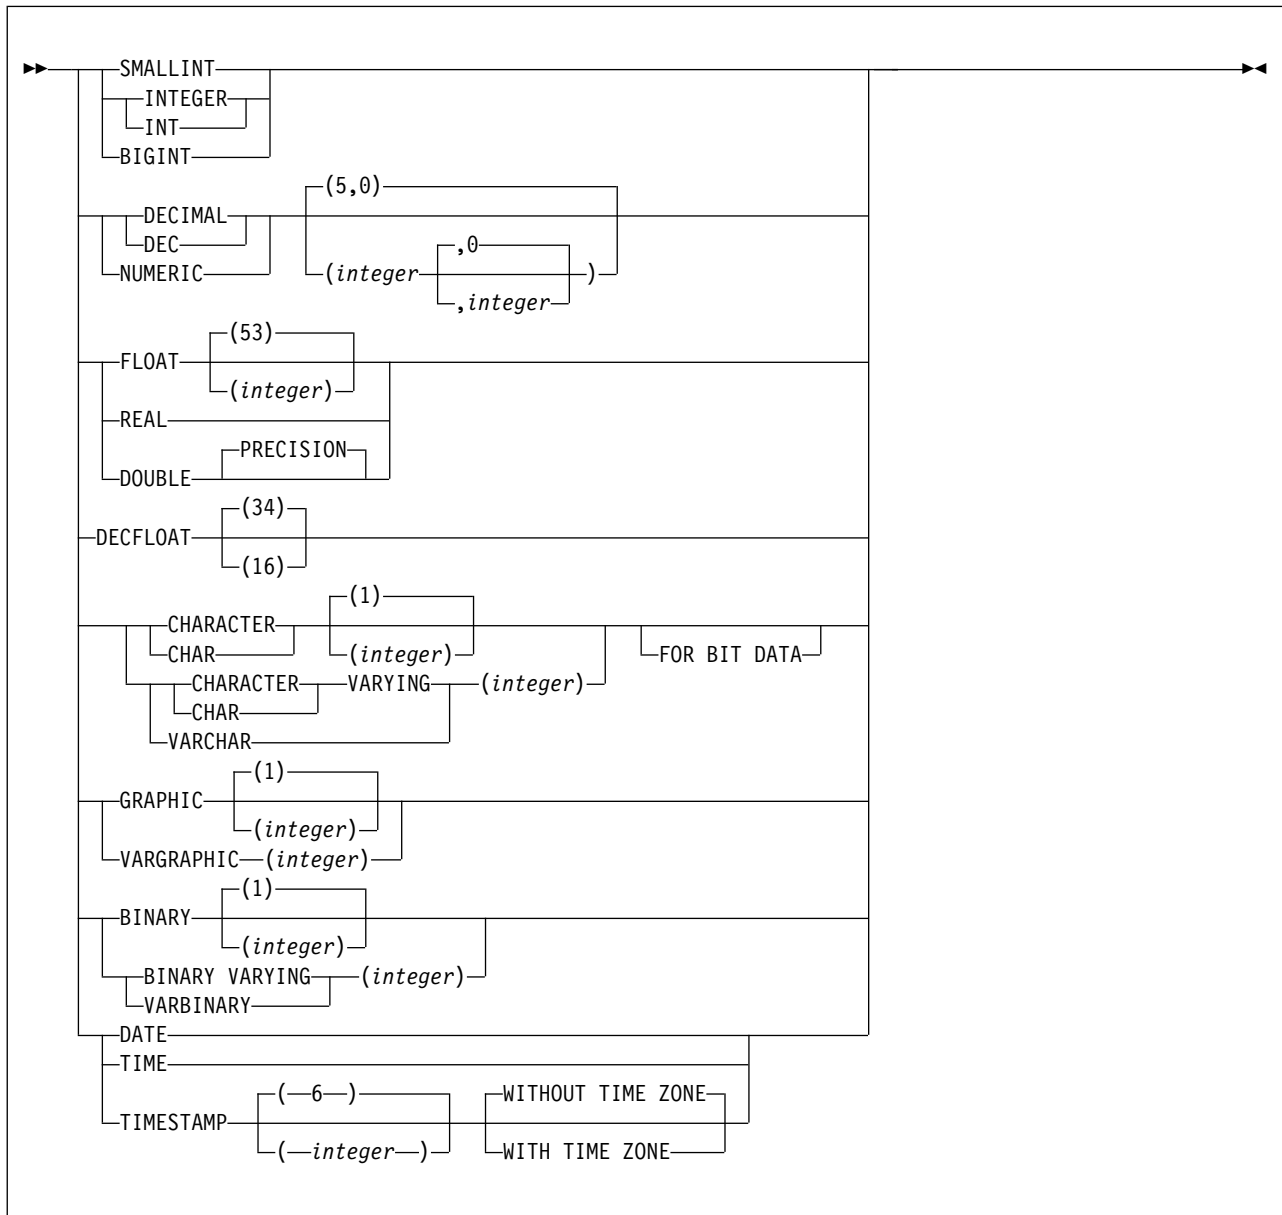 SMALLINT
INTEGER
INT
BIGINT
(5,0)
DECIMAL
DEC
,0
NUMERIC
(integer
)
,integer
(53)
FLOAT
(integer)
REAL
PRECISION
DOUBLE
(34)
DECFLOAT
(16)
(1)
CHARACTER
CHAR
(integer)
FOR BIT DATA
CHARACTER
VARYING
(integer)
CHAR
VARCHAR
(1)
GRAPHIC
(integer)
VARGRAPHIC
(integer)
(1)
BINARY
(integer)
BINARY VARYING
(integer)
VARBINARY
DATE
TIME
(6)
WITHOUT TIME ZONE
TIMESTAMP
(integer)
WITH TIME ZONE